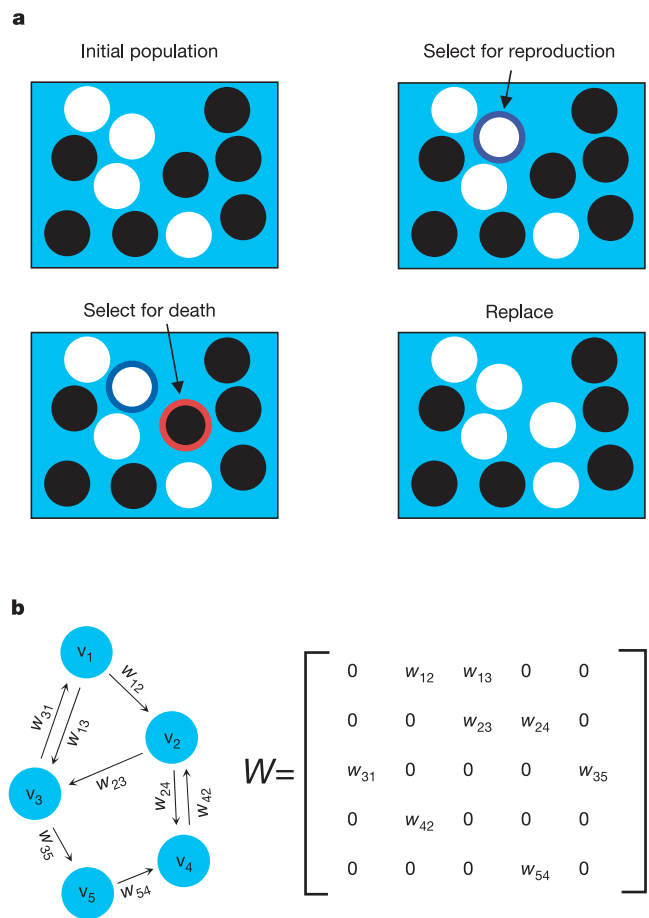 a
Initial population
Select for reproduction
Select for death
Replace
b
v1
w12
w31
w13
v2
w23
w24
w42
v3
w35
v4
w54
v5
W=
0 w12 w13 0 0
0 0 w23 w24 0
w31 0 0 0 w35
0 w42 0 0 0
0 0 0 w54 0